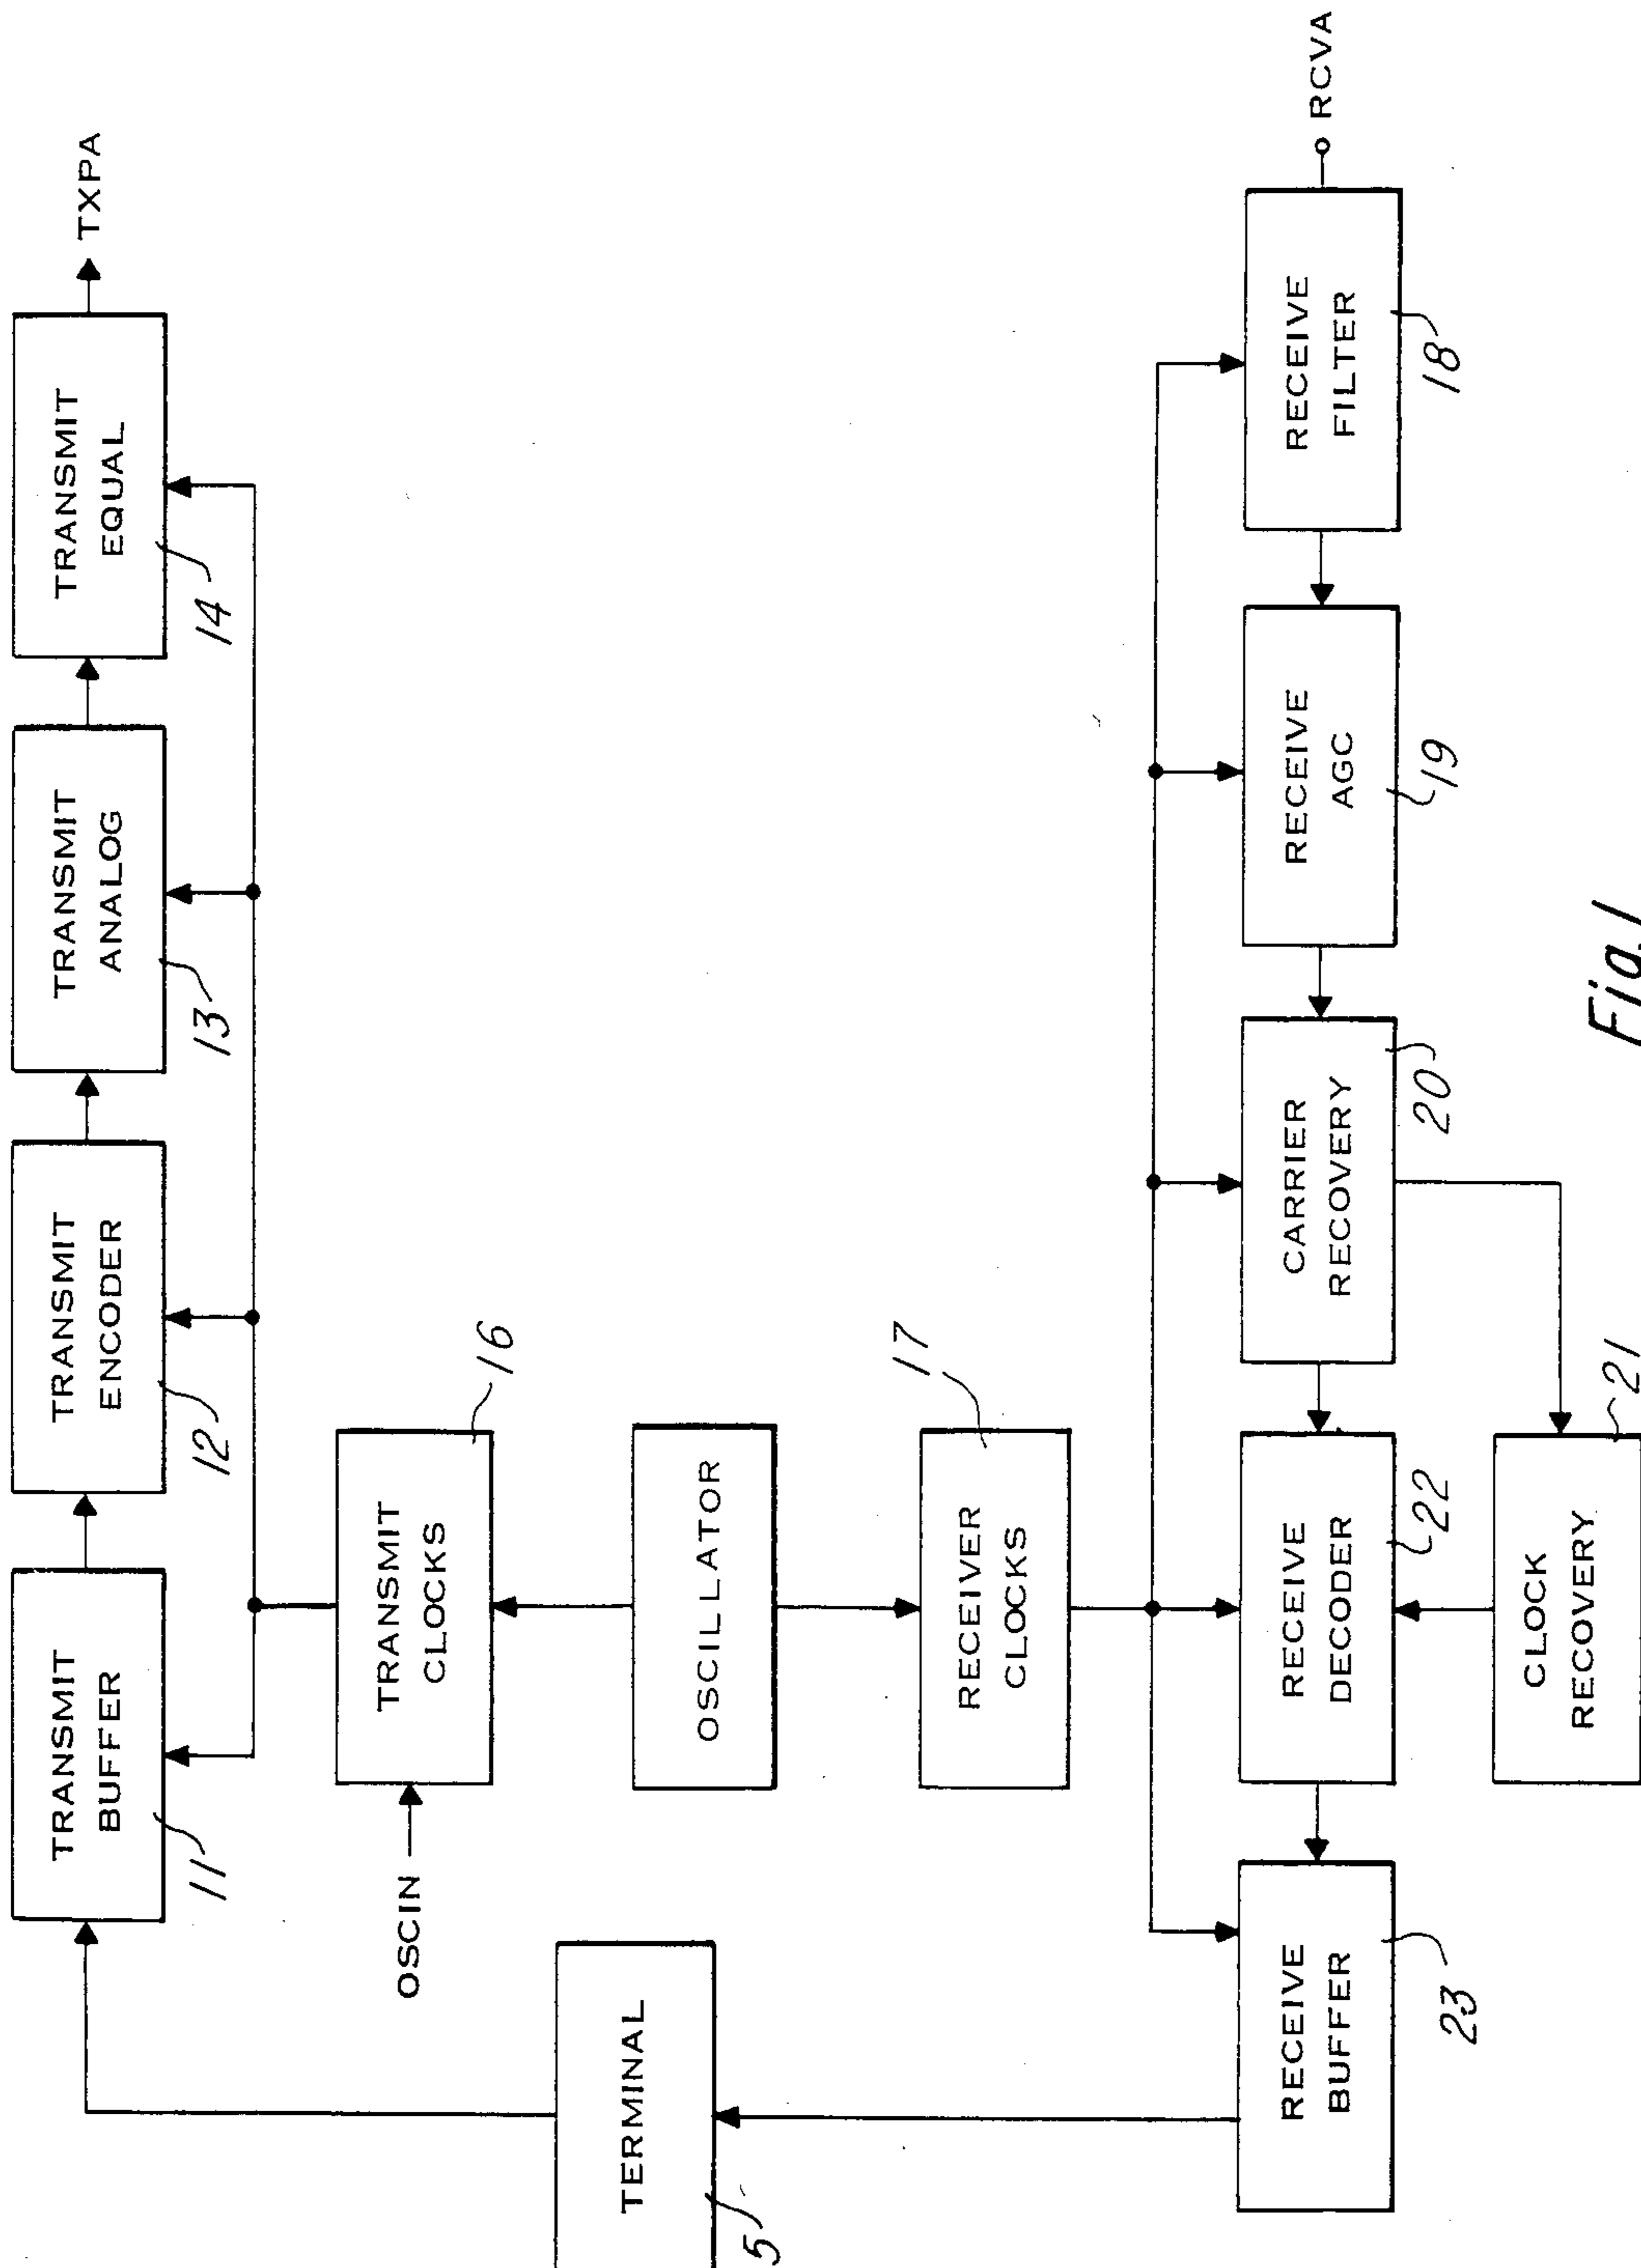 TRANSMIT
BUFFER
11
TRANSMIT
ENCODER
12
TRANSMIT
ANALOG
13
TRANSMIT
EQUAL
14
TXPA
OSCIN
TRANSMIT
CLOCKS
16
OSCILLATOR
TERMINAL
5
RECEIVER
CLOCKS
17
RECEIVE
BUFFER
23
RECEIVE
DECODER
22
CARRIER
RECOVERY
20
RECEIVE
AGC
19
RECEIVE
FILTER
18
RCVA
CLOCK
RECOVERY
21
Fig.1